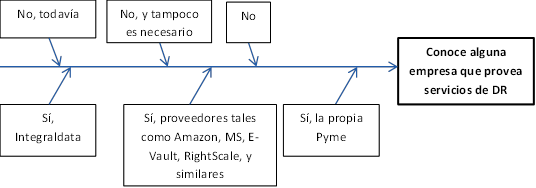 No, todavía
No, y tampoco
es necesario
No
Conoce alguna
empresa que provea
servicios de DR
Sí,
Integraldata
Sí, proveedores tales
como Amazon, MS, E-
Vault, RightScale, y
similares
Sí, la propia
Pyme